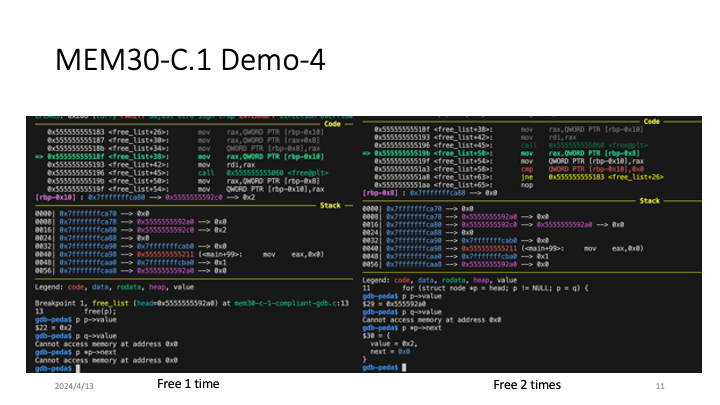 MEM30-C.1 Demo-4
Code
0x555555555183 <free_list+26>: mov rax,QWORD PTR [rbp-0x10]
0x555555555187 <free_list+30>: mov rax,QWORD PTR [rax+0x8]
0x55555555518b <free_list+34>: mov QWORD PTR [rbp-0x8],rax
=> 0x55555555518f <free_list+38>: mov rax,QWORD PTR [rbp-0x10]
0x555555555193 <free_list+42>: mov rdi,rax
0x555555555196 <free_list+45>: call 0x555555555060 <free@plt>
0x55555555519b <free_list+50>: mov rax,QWORD PTR [rbp-0x8]
0x55555555519f <free_list+54>: mov QWORD PTR [rbp-0x10],rax
[rbp-0x10] : 0x7fffffffca80 --> 0x5555555592c0 --> 0x2
Stack
0000| 0x7fffffffca70 --> 0x0
0008| 0x7fffffffca78 --> 0x5555555592a0 --> 0x0
0016| 0x7fffffffca80 --> 0x5555555592c0 --> 0x2
0024| 0x7fffffffca88 --> 0x0
0032| 0x7fffffffca90 --> 0x7fffffffcab0 --> 0x0
0040| 0x7fffffffca98 --> 0x555555555211 (<main+99>: mov eax,0x0)
0048| 0x7fffffffcaa0 --> 0x7fffffffcba0 --> 0x1
0056| 0x7fffffffcaa8 --> 0x5555555592a0 --> 0x0
Legend: code, data, rodata, heap, value
Breakpoint 1, free_list (head=0x5555555592a0) at mem30-c-1-compliant-gdb.c:13
13 free(p);
gdb-peda$ p p->value
$22 = 0x2
gdb-peda$ p q->value
Cannot access memory at address 0x0
gdb-peda$ p *p->next
Cannot access memory at address 0x0
gdb-peda$
Code
0x55555555518f <free_list+38>: mov rax,QWORD PTR [rbp-0x10]
0x555555555193 <free_list+42>: mov rdi,rax
0x555555555196 <free_list+45>: call 0x555555555060 <free@plt>
=> 0x55555555519b <free_list+50>: mov rax,QWORD PTR [rbp-0x8]
0x55555555519f <free_list+54>: mov QWORD PTR [rbp-0x10],rax
0x5555555551a3 <free_list+58>: cmp QWORD PTR [rbp-0x10],0x0
0x5555555551a8 <free_list+63>: jne 0x555555555183 <free_list+26>
0x5555555551aa <free_list+65>: nop
[rbp-0x8] : 0x7fffffffca88 --> 0x0
Stack
0000| 0x7fffffffca70 --> 0x0
0008| 0x7fffffffca78 --> 0x5555555592a0 --> 0x0
0016| 0x7fffffffca80 --> 0x5555555592c0 --> 0x5555555592a0 --> 0x0
0024| 0x7fffffffca88 --> 0x0
0032| 0x7fffffffca90 --> 0x7fffffffcab0 --> 0x0
0040| 0x7fffffffca98 --> 0x555555555211 (<main+99>: mov eax,0x0)
0048| 0x7fffffffcaa0 --> 0x7fffffffcba0 --> 0x1
0056| 0x7fffffffcaa8 --> 0x5555555592a0 --> 0x0
Legend: code, data, rodata, heap, value
11 for (struct node *p = head; p != NULL; p = q) {
gdb-peda$ p p->value
$29 = 0x555592a0
gdb-peda$ p q->value
Cannot access memory at address 0x0
gdb-peda$ p *p->next
$30 = {
value = 0x2,
next = 0x0
}
gdb-peda$
Free 1 time
Free 2 times
2024/4/13
11